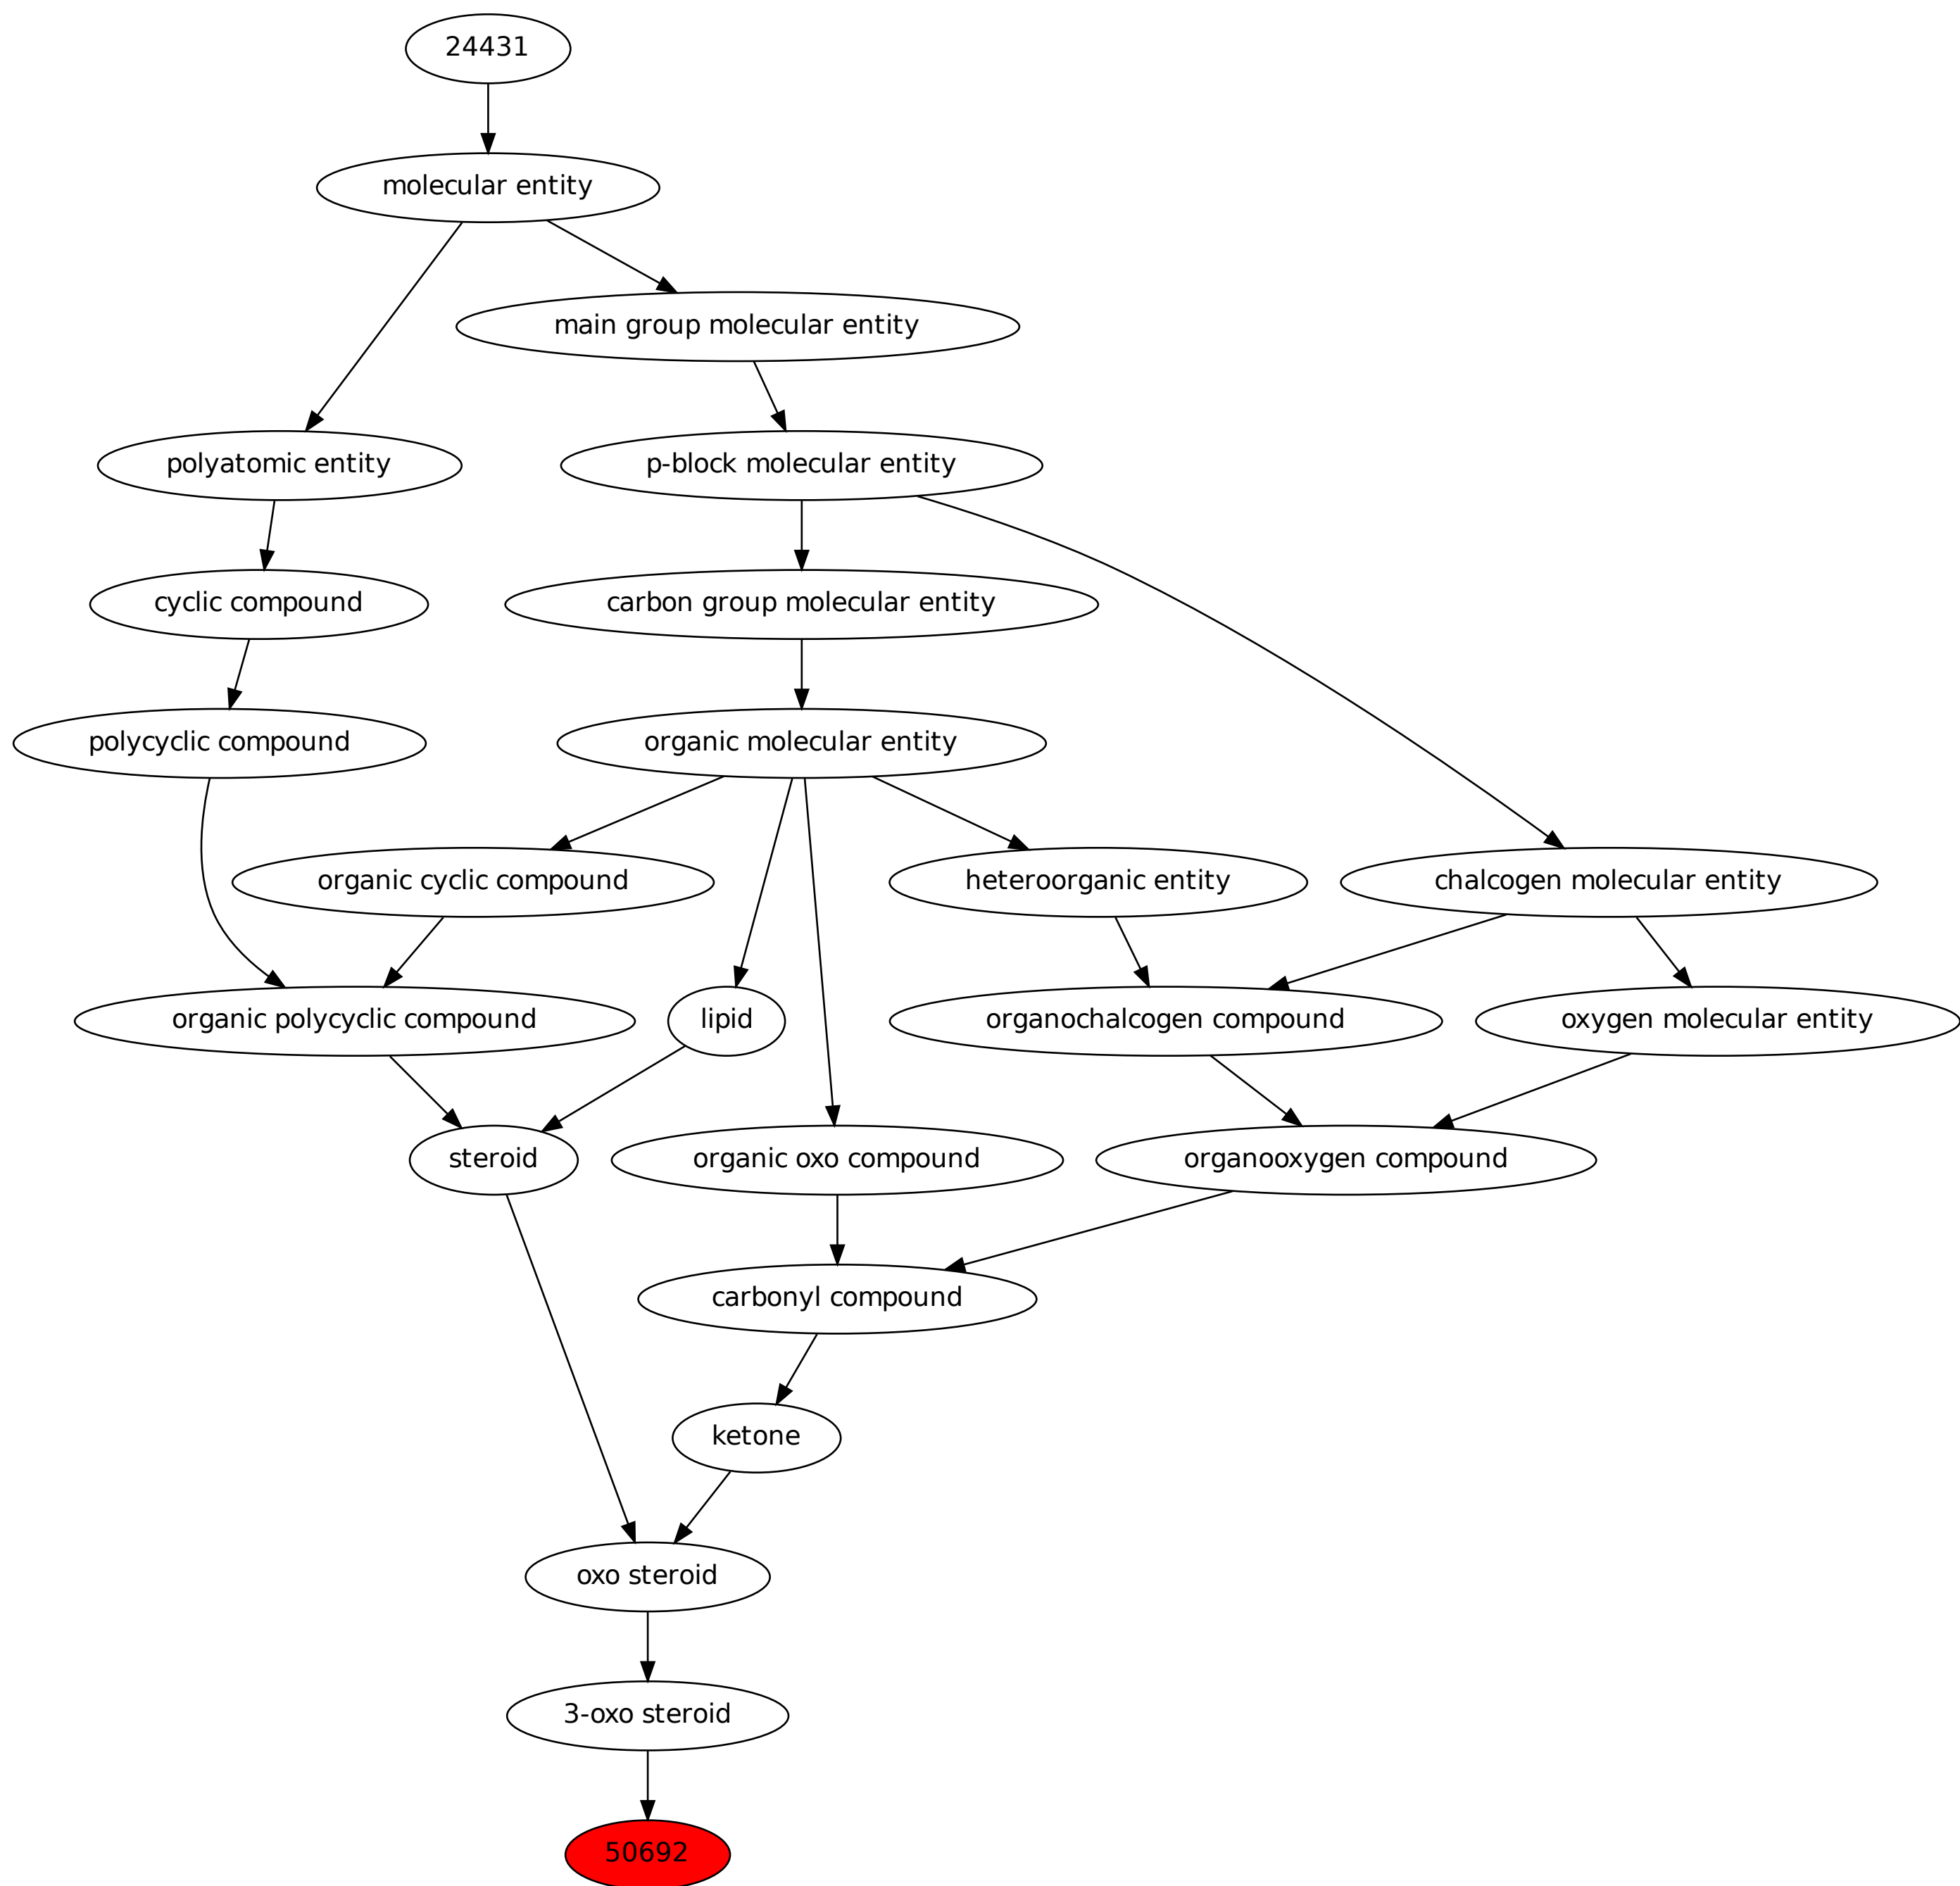 24431
molecular entity
main group molecular entity
polyatomic entity
p-block molecular entity
cyclic compound
carbon group molecular entity
polycyclic compound
organic molecular entity
organic cyclic compound
heteroorganic entity
chalcogen molecular entity
organic polycyclic compound
lipid
organochalcogen compound
oxygen molecular entity
steroid
organic oxo compound
organooxygen compound
carbonyl compound
ketone
oxo steroid
3-oxo steroid
50692